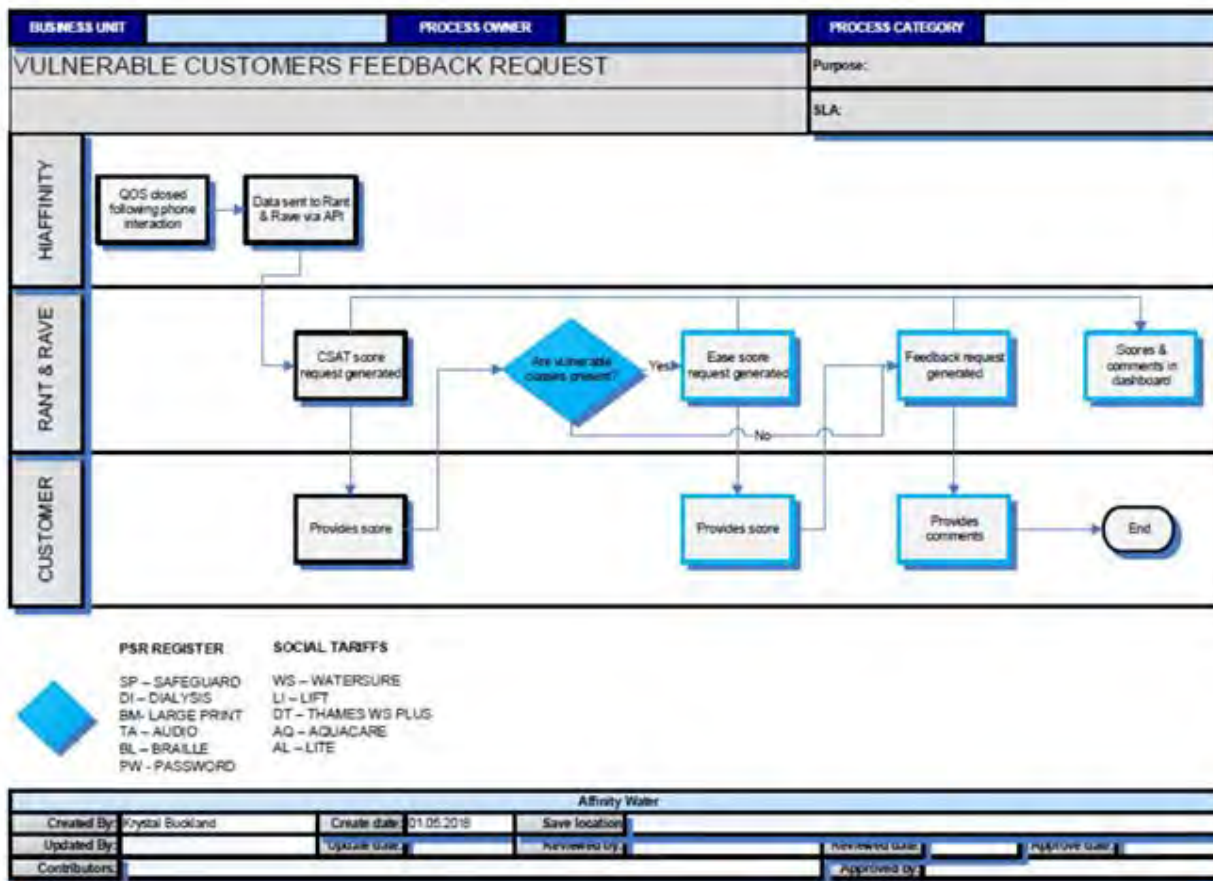 BUSINESS UNIT
PROCESS OWNER
PROCESS CATEGORY
VULNERABLE CUSTOMERS FEEDBACK REQUEST
Purpose:
SLA:
HIAFFINITY
QOS closed
following phone
interaction
Data sent to Rant
& Rave via API
RANT & RAVE
CSAT score
request generated
Are vulnerable
classes present?
Yes
Ease score
request generated
Feedback request
generated
Scores &
comments in
dashboard
No
CUSTOMER
Provides score
Provides score
Provides
comments
End
PSR REGISTER
SP – SAFEGUARD
DI – DIALYSIS
BM- LARGE PRINT
TA – AUDIO
BL – BRAILLE
PW - PASSWORD
SOCIAL TARIFFS
WS – WATERSURE
LI – LIFT
DT – THAMES WS PLUS
AQ – AQUACARE
AL – LITE
Affinity Water
Created By: Krystal Buckland
Create date: 01.05.2018
Save location:
Updated By:
Update date:
Reviewed by:
Reviewed date:
Approve date:
Contributors:
Approved by: